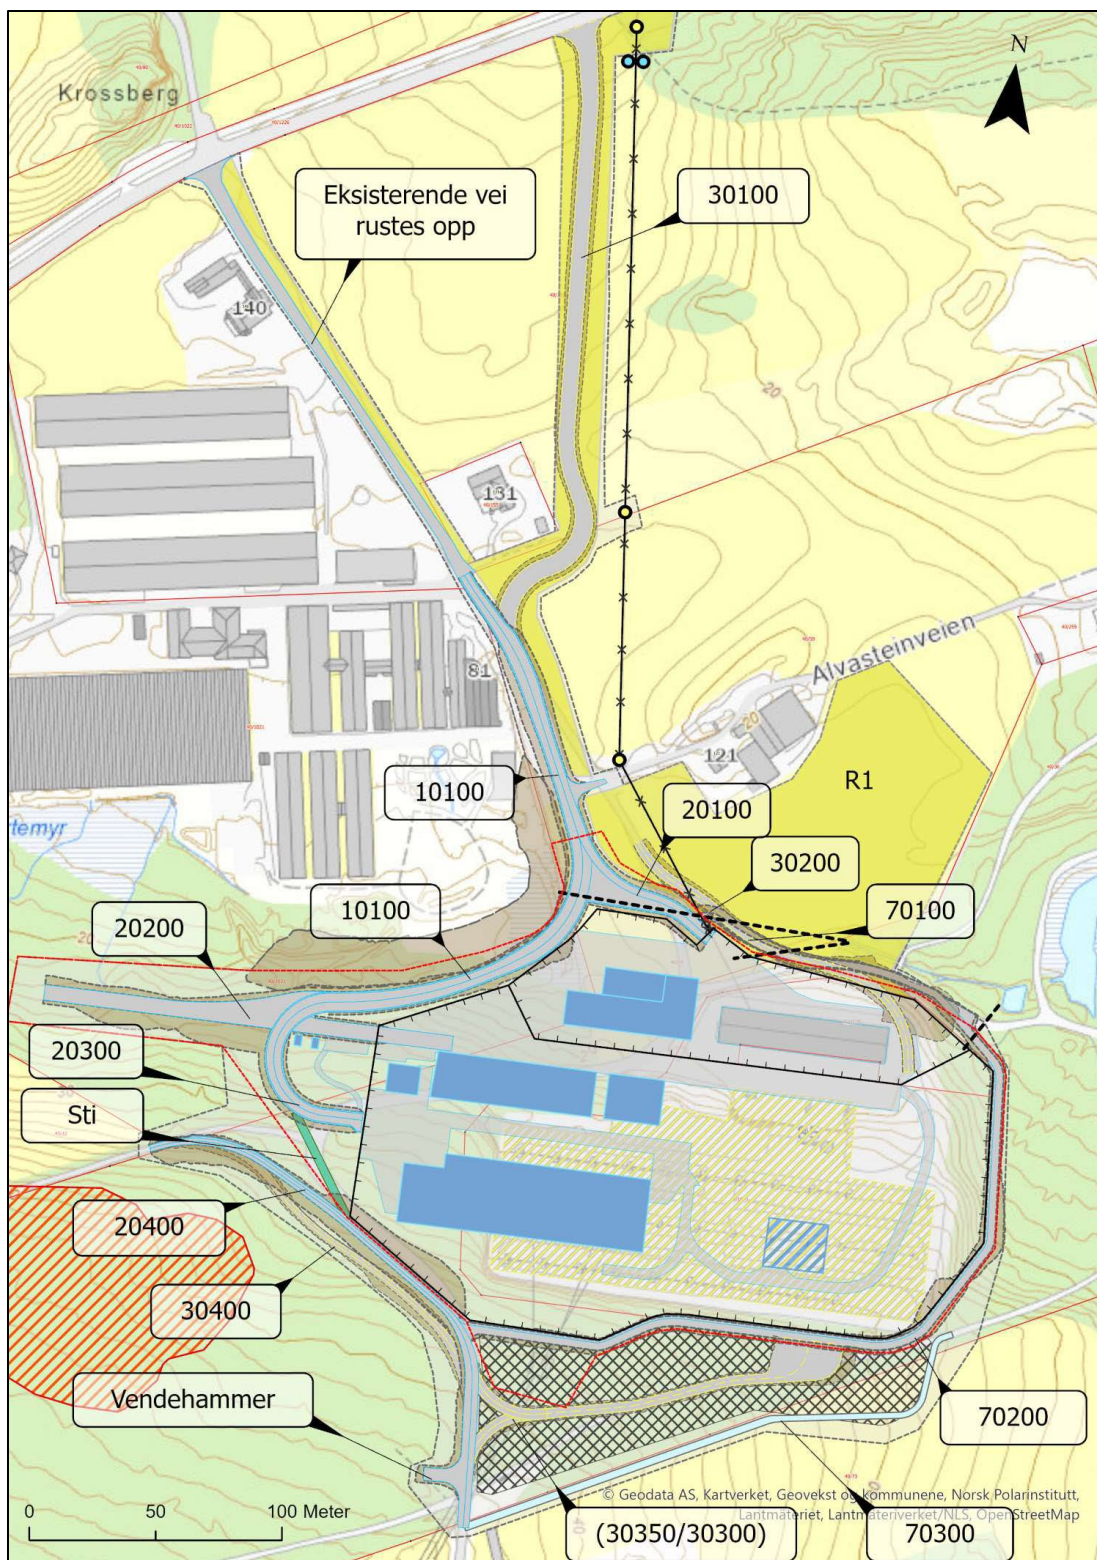 N
Krossberg
Eksisterende vei
rustes opp
30100
140
20
131
81
Alvasteinveien
20
121
R1
10100
20100
30200
10100
70100
20200
20300
Sti
20400
30400
Vendehammer
70200
(30350/30300)
70300
0 50 100 Meter
© Geodata AS, Kartverket, Geovekst og kommunene, Norsk Polarinstitutt,
Lantmäteriet, Lantmäteriverket/NLS, OpenStreetMap